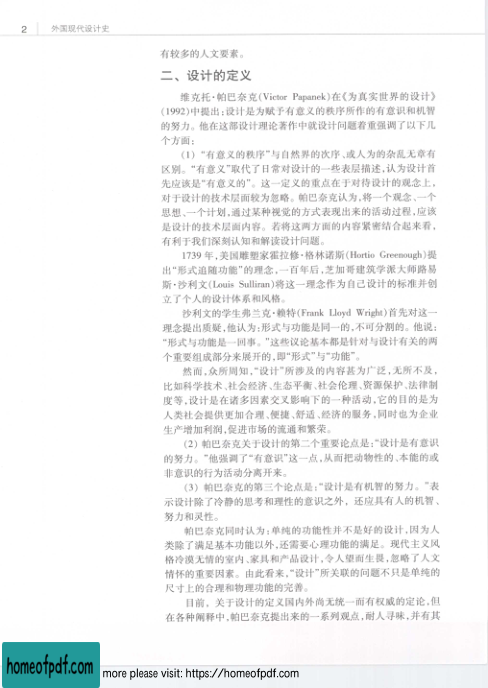 2 外国现代设计史
有较多的人文要素。
二、设计的定义
维克托·帕巴奈克(Victor Papanek)在《为真实世界的设计》
(1992)中提出:设计是为赋予有意义的秩序所作的有意识和机智
的努力。他在这部设计理论著作中就设计问题着重强调了以下几
个方面:
(1)“有意义的秩序”与自然界的次序、或人为的杂乱无章有
区别。“有意义”取代了日常对设计的一些表层描述,认为设计首
先应该是“有意义的”。这一定义的重点在于对待设计的观念上,
对于设计的技术层面较为忽略。帕巴奈克认为,将一个观念、一个
思想、一个计划,通过某种视觉的方式表现出来的活动过程,应该
是设计的技术层面内容。若将这两方面的内容紧密结合起来看,
有利于我们深刻认知和解读设计问题。
1739年,美国雕塑家霍拉修·格林诺斯(Hortio Greenough)提
出“形式追随功能”的理念,一百年后,芝加哥建筑学派大师路易
斯·沙利文(Louis Sulliran)将这一理念作为自己设计的标准并创
立了个人的设计体系和风格。
沙利文的学生弗兰克·赖特(Frank Lloyd Wright)首先对这一
理念提出质疑,他认为:形式与功能是同一的,不可分割的。他说:
“形式与功能是一回事。”这些议论基本都是针对与设计有关的两
个重要组成部分来展开的,即“形式”与“功能”。
然而,众所周知,“设计”所涉及的内容甚为广泛,无所不及,
比如科学技术、社会经济、生态平衡、社会伦理、资源保护、法律制
度等,设计是在诸多因素交叉影响下的一种活动,它的目的是为
人类社会提供更加合理、便捷、舒适、经济的服务,同时也为企业
生产增加利润,促进市场的流通和繁荣。
(2)帕巴奈克关于设计的第二个重要论点是:“设计是有意识
的努力。”他强调了“有意识”这一点,从而把动物性的、本能的或
非意识的行为活动分离开来。
(3)帕巴奈克的第三个论点是:“设计是有机智的努力。”表
示设计除了冷静的思考和理性的意识之外,还应具有人的机智、
努力和灵性。
帕巴奈克同时认为:单纯的功能性并不是好的设计,因为人
类除了满足基本功能以外,还需要心理功能的满足。现代主义风
格冷漠无情的室内、家具和产品设计,令人望而生畏,忽略了人文
情怀的重要因素。由此看来,“设计”所关联的问题不只是单纯的
尺寸上的合理和物理功能的完善。
目前,关于设计的定义国内外尚无统一而有权威的定论,但
在各种阐释中,帕巴奈克提出来的一系列观点,耐人寻味,并有其
homeofpdf.com more please visit: https://homeofpdf.com